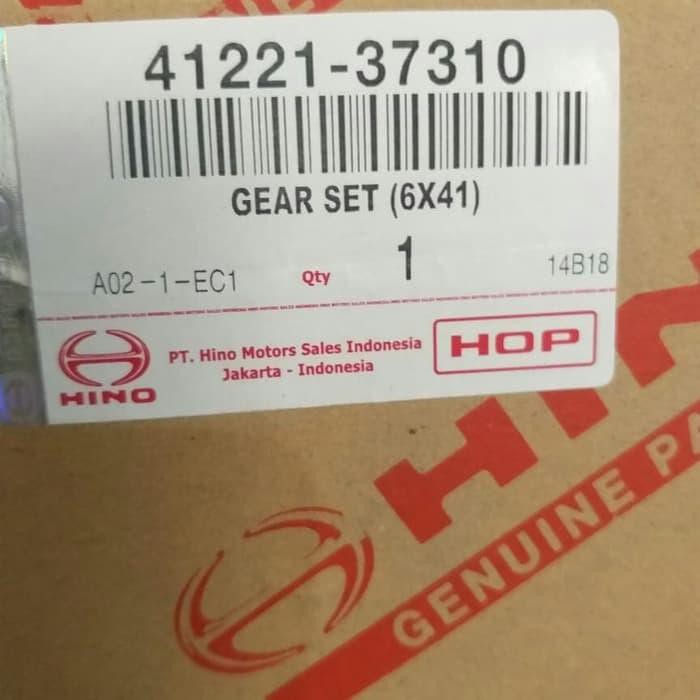 41221-37310
GEAR SET (6X41)
A02-1-EC1
Qty
1
14B18
HINO
PT. Hino Motors Sales Indonesia
Jakarta - Indonesia
HOP
HIN
GENUINE PA